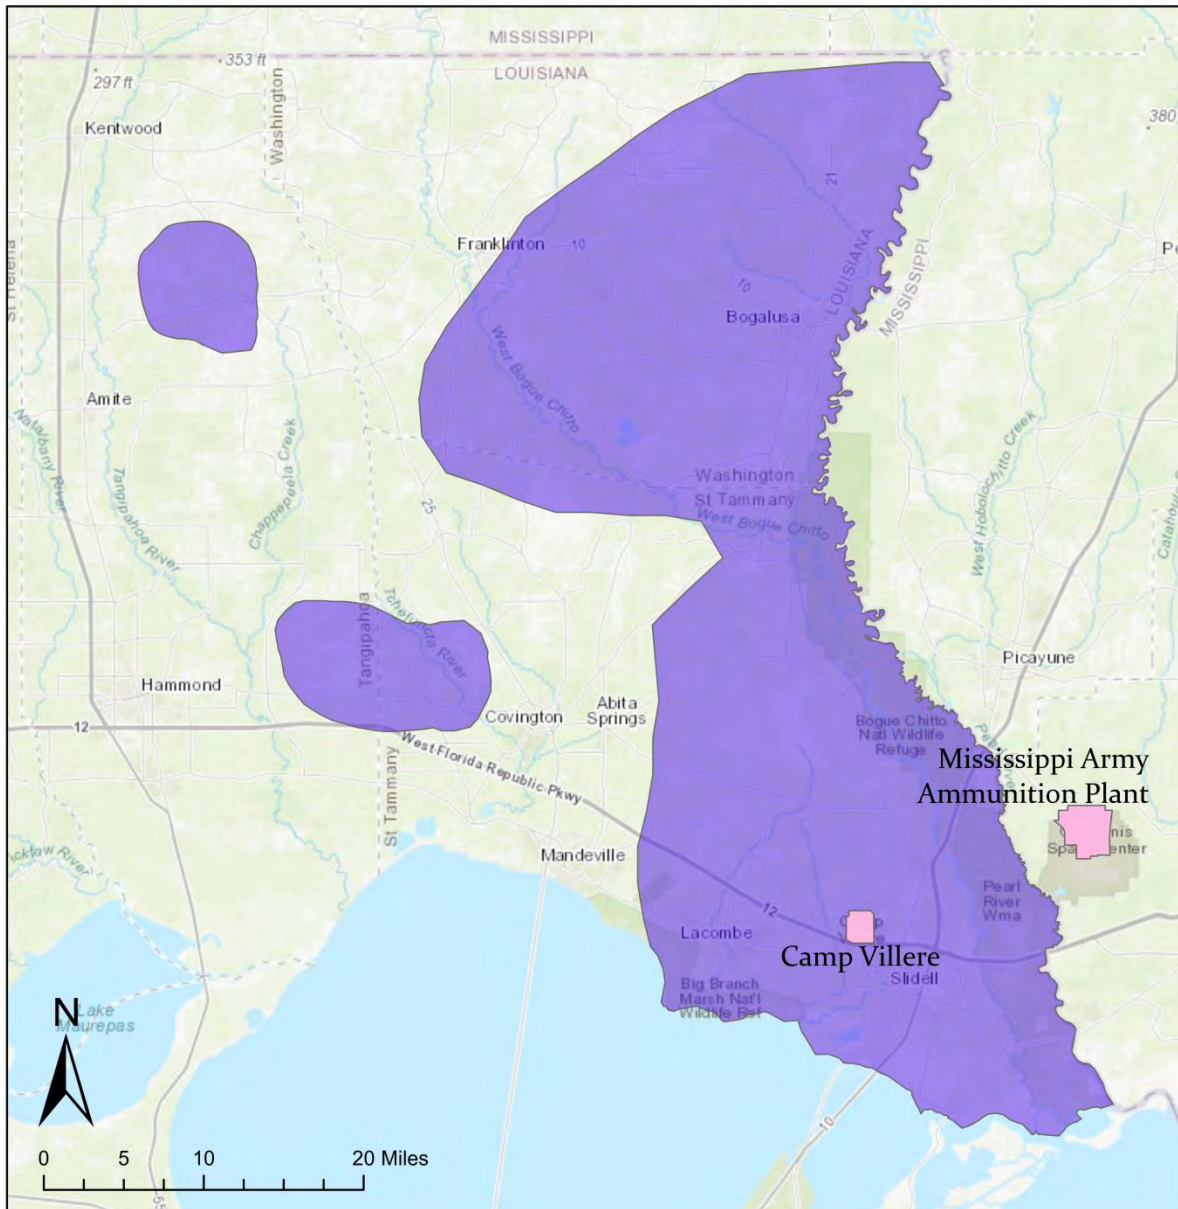 MISSISSIPPI
LOUISIANA
353 ft
297 ft
Kentwood
Washington
380
21
Franklinton
10
St Helena
LOUISIANA
MISSISSIPPI
10
Bogalusa
West Bogue Chitto
Amite
Natalbany River
Tangipahoa River
Chappepeela Creek
West Hobolochitto Creek
25
Washington
St Tammany
West Bogue Chitto
Tchefuncta River
Tangipahoa
Picayune
Hammond
Abita
Springs
Covington
12
West Florida Republic Pkwy
Bogue Chitto
Natl Wildlife
Refuge
St Tammany
Mississippi Army
Ammunition Plant
Mandeville
Pearl
River
Wma
12
Lacombe
Camp Villere
Slidell
Big Branch
Marsh Nat'l
Wildlife Ref
N
Lake
Maurepas
10
0 5 10 20 Miles
55